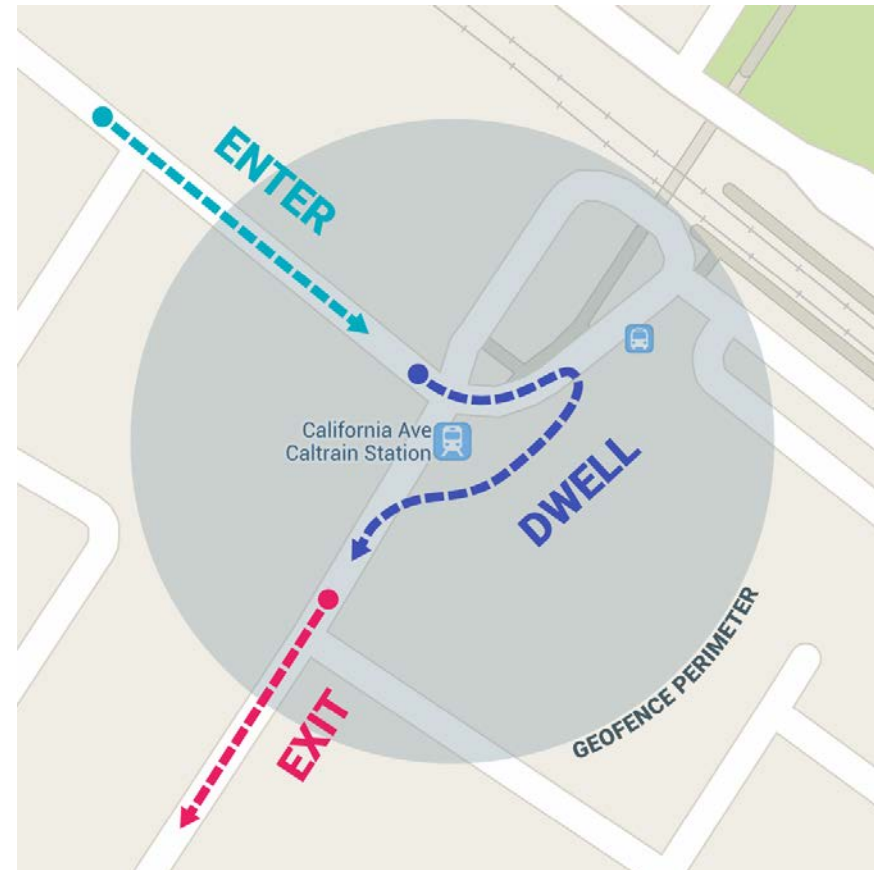 ENTER
California Ave
Caltrain Station
DWELL
GEOFENCE PERIMETER
EXIT